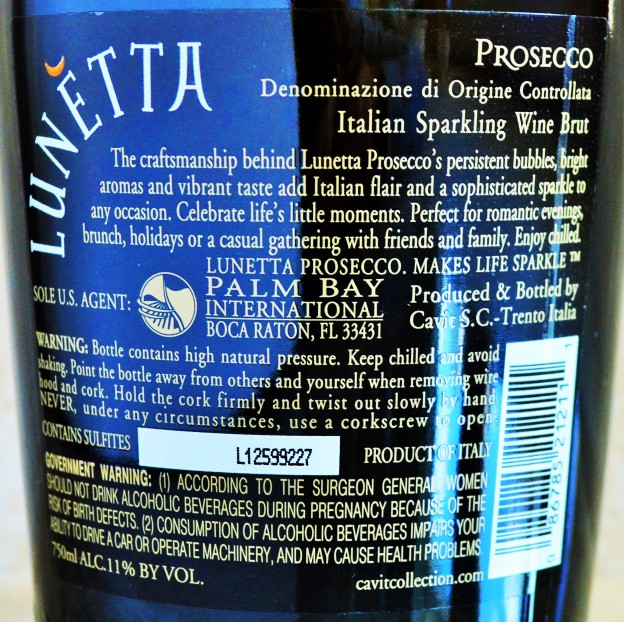 LUNETTA
PROSECCO
Denominazione di Origine Controllata
Italian Sparkling Wine Brut
The craftsmanship behind Lunetta Prosecco's persistent bubbles, bright
aromas and vibrant taste add Italian flair and a sophisticated sparkle to
any occasion. Celebrate life's little moments. Perfect for romantic evenings,
brunch, holidays or a casual gathering with friends and family. Enjoy chilled.
LUNETTA PROSECCO. MAKES LIFE SPARKLE™
SOLE U.S. AGENT:
PALM BAY
INTERNATIONAL
BOCA RATON, FL 33431
Produced & Bottled by
Cavit S.C.-Trento Italia
WARNING: Bottle contains high natural pressure. Keep chilled and avoid
shaking. Point the bottle away from others and yourself when removing wire
hood and cork. Hold the cork firmly and twist out slowly by hand
NEVER, under any circumstances, use a corkscrew to open.
CONTAINS SULFITES
L12599227
PRODUCT OF ITALY
GOVERNMENT WARNING: (1) ACCORDING TO THE SURGEON GENERAL WOMEN
SHOULD NOT DRINK ALCOHOLIC BEVERAGES DURING PREGNANCY BECAUSE OF THE
RISK OF BIRTH DEFECTS. (2) CONSUMPTION OF ALCOHOLIC BEVERAGES IMPAIRS YOUR
ABILITY TO DRIVE A CAR OR OPERATE MACHINERY, AND MAY CAUSE HEALTH PROBLEMS
750ml ALC.11% BY VOL.
cavitcollection.com
0 86785 21211 1